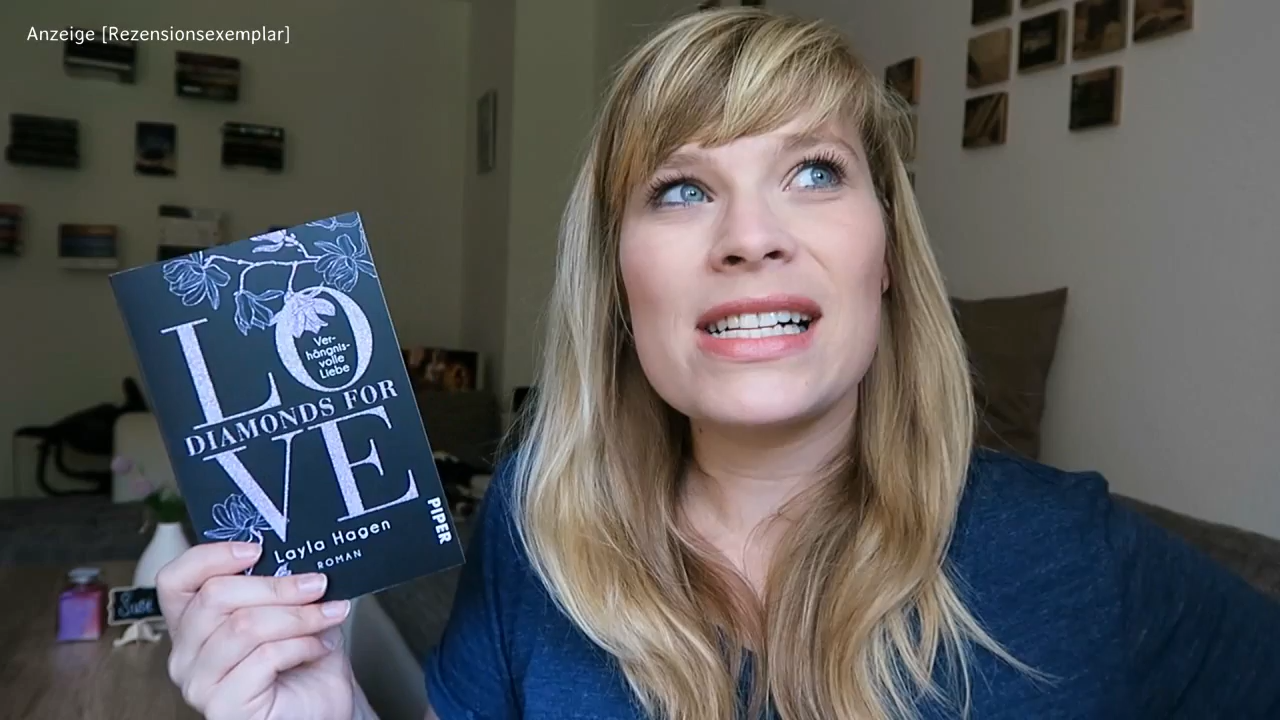 Anzeige [Rezensionsexemplar]
LO
Ver-
hängnis-
volle
Liebe
DIAMONDS FOR
VE
Layla Hagen
ROMAN
PIPER